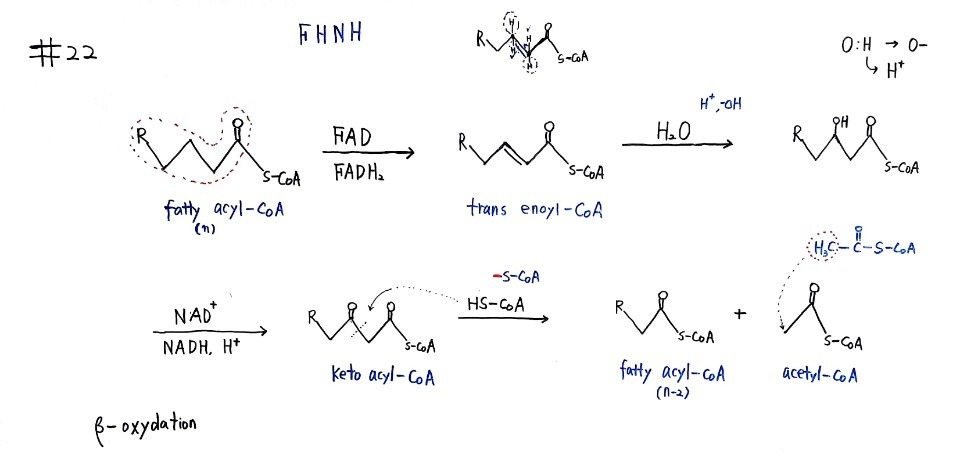 #22
FHNH
R
H
H
H
H
O
S-CoA
O:H → O-
↳ H⁺
R
O
S-CoA
fatty acyl-CoA
(n)
FAD
FADH₂
R
O
S-CoA
trans enoyl-CoA
H⁺, -OH
H₂O
R
OH
O
S-CoA
NAD⁺
NADH, H⁺
R
O
O
S-CoA
keto acyl-CoA
-S-CoA
HS-CoA
R
O
S-CoA
fatty acyl-CoA
(n-2)
+
O
H₃C-C-S-CoA
O
S-CoA
acetyl-CoA
β-oxydation